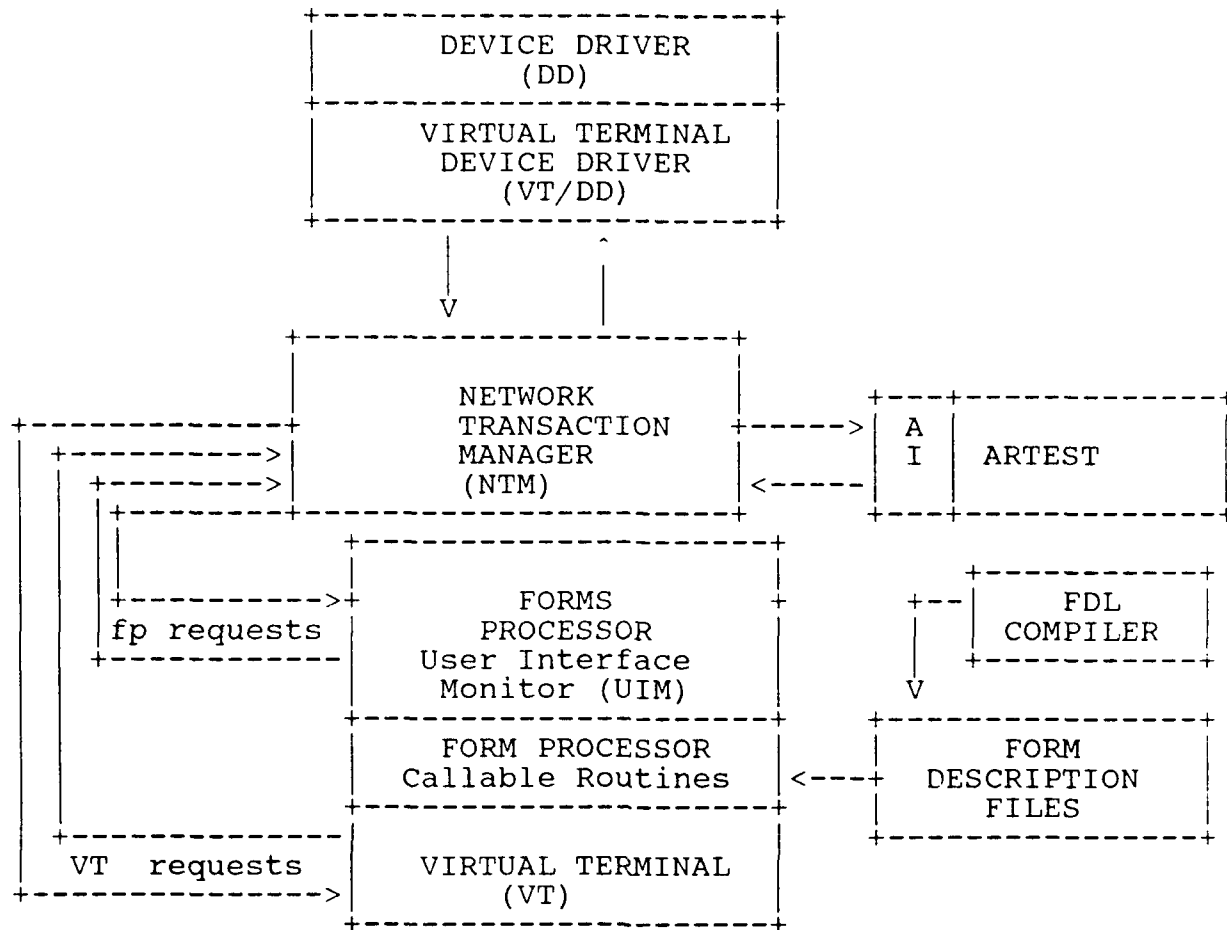 DEVICE DRIVER
(DD)
VIRTUAL TERMINAL
DEVICE DRIVER
(VT/DD)
NETWORK
TRANSACTION
MANAGER
(NTM)
A
I
ARTEST
FORMS
PROCESSOR
User Interface
Monitor (UIM)
fp requests
FDL
COMPILER
FORM PROCESSOR
Callable Routines
FORM
DESCRIPTION
FILES
VT requests
VIRTUAL TERMINAL
(VT)